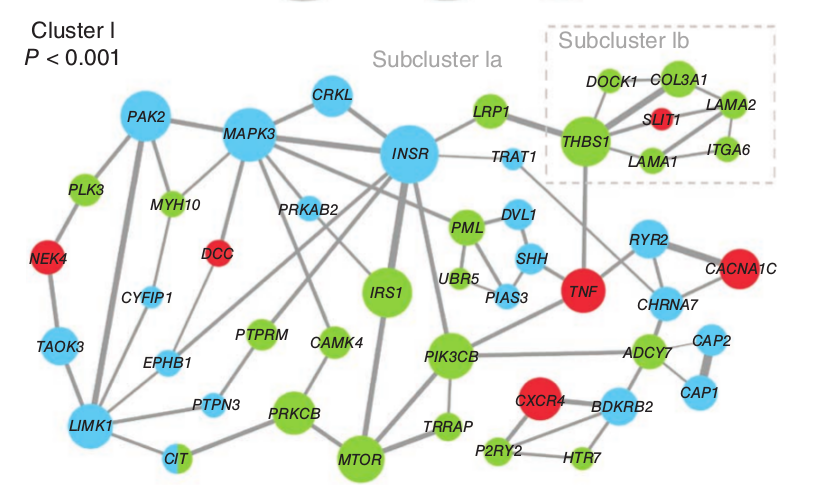 Cluster I
P < 0.001
Subcluster Ia
Subcluster Ib
DOCK1
COL3A1
CRKL
LAMA2
PAK2
LRP1
SLIT1
MAPK3
THBS1
INSR
TRAT1
ITGA6
LAMA1
PLK3
MYH10
PRKAB2
DVL1
PML
RYR2
DCC
NEK4
SHH
CACNA1C
UBR5
IRS1
TNF
CYFIP1
PIAS3
CHRNA7
PTPRM
CAMK4
CAP2
TAOK3
PIK3CB
ADCY7
EPHB1
CAP1
CXCR4
PTPN3
BDKRB2
PRKCB
LIMK1
TRRAP
P2RY2
CIT
MTOR
HTR7